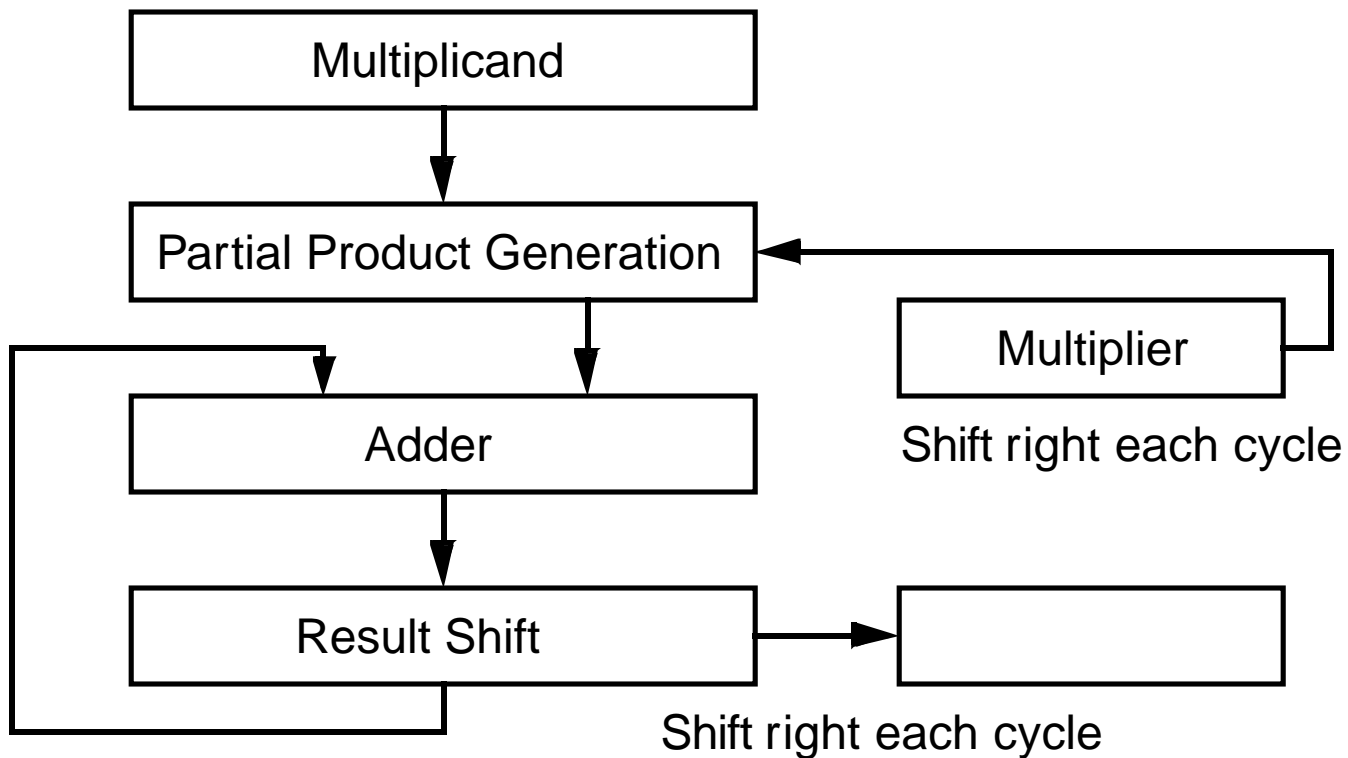 Multiplicand
Partial Product Generation
Multiplier
Adder
Shift right each cycle
Result Shift
Shift right each cycle